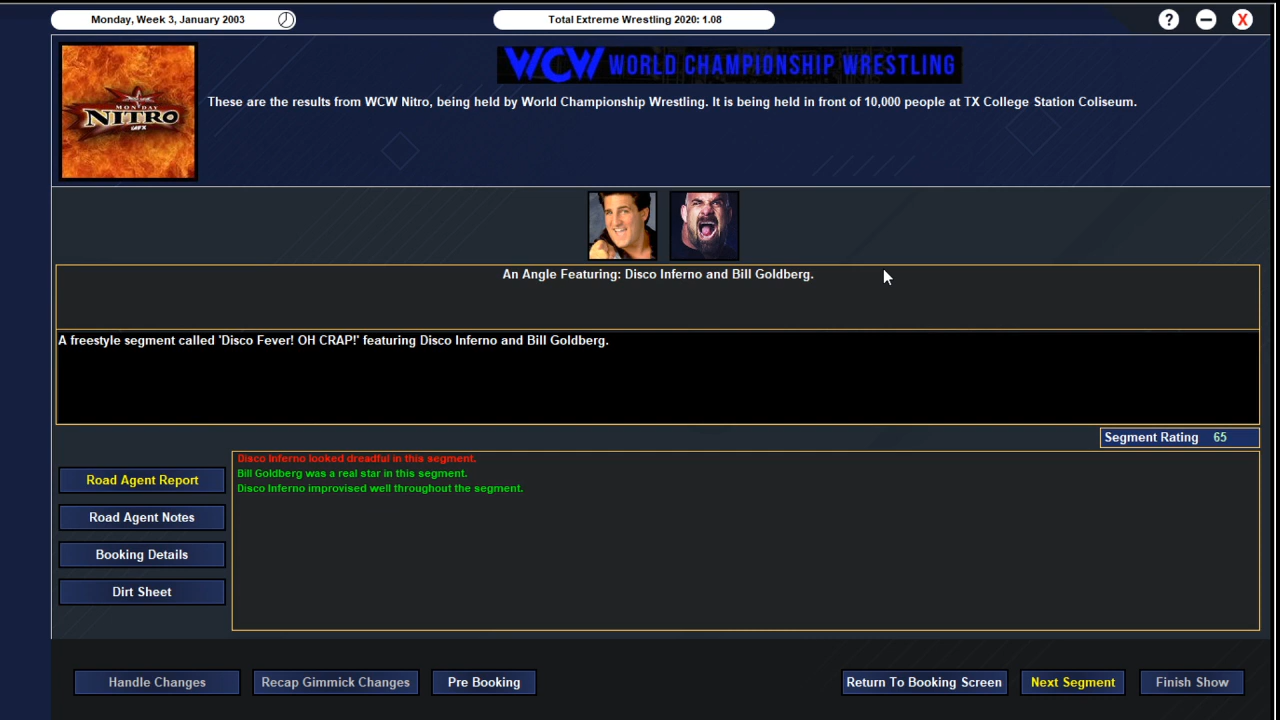 Monday, Week 3, January 2003
Total Extreme Wrestling 2020: 1.08
?
X
WCW WORLD CHAMPIONSHIP WRESTLING
MONDAY
NITRO
These are the results from WCW Nitro, being held by World Championship Wrestling. It is being held in front of 10,000 people at TX College Station Coliseum.
An Angle Featuring: Disco Inferno and Bill Goldberg.
A freestyle segment called 'Disco Fever! OH CRAP!' featuring Disco Inferno and Bill Goldberg.
Segment Rating 65
Road Agent Report
Road Agent Notes
Booking Details
Dirt Sheet
Disco Inferno looked dreadful in this segment.
Bill Goldberg was a real star in this segment.
Disco Inferno improvised well throughout the segment.
Handle Changes
Recap Gimmick Changes
Pre Booking
Return To Booking Screen
Next Segment
Finish Show